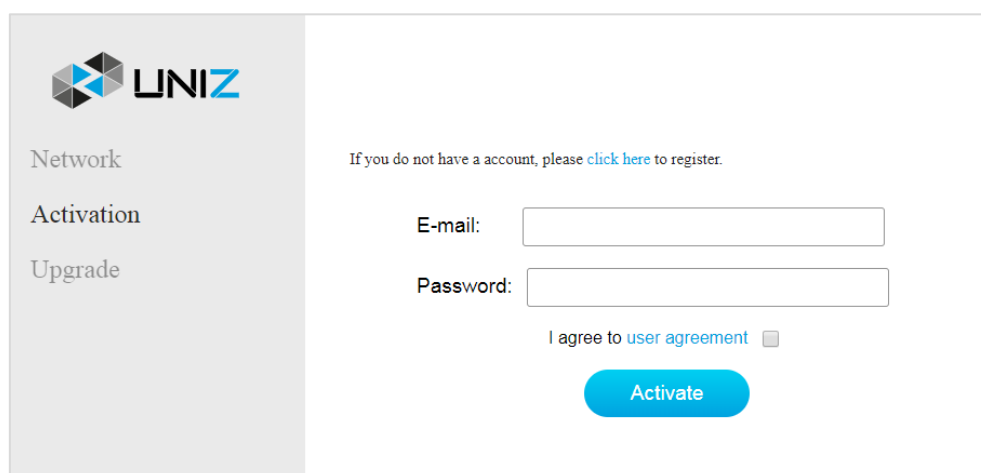 UNIZ
Network
Activation
Upgrade
If you do not have a account, please click here to register.
E-mail:
Password:
I agree to user agreement
Activate